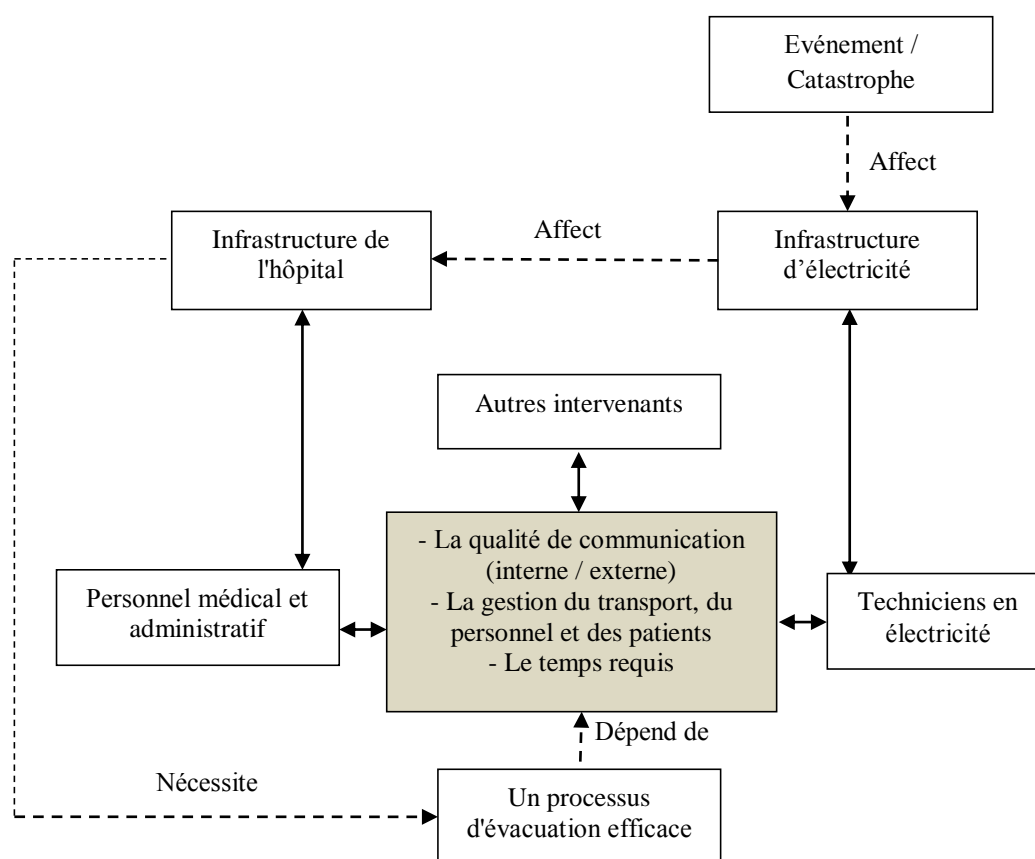 Evénement /
Catastrophe
Affect
Infrastructure de
l'hôpital
Affect
Infrastructure
d’électricité
Autres intervenants
- La qualité de communication
(interne / externe)
- La gestion du transport, du
personnel et des patients
- Le temps requis
Personnel médical et
administratif
Techniciens en
électricité
Dépend de
Nécessite
Un processus
d'évacuation efficace